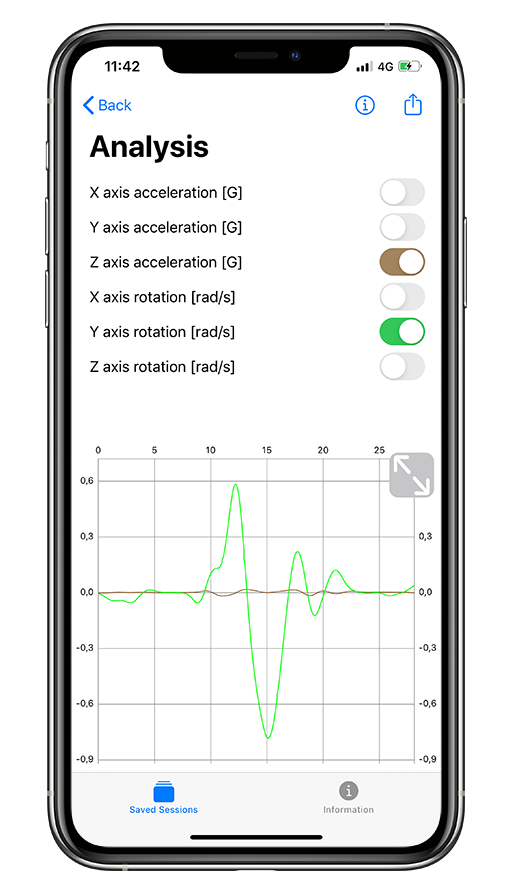 11:42
4G
Back
Analysis
X axis acceleration [G]
Y axis acceleration [G]
Z axis acceleration [G]
X axis rotation [rad/s]
Y axis rotation [rad/s]
Z axis rotation [rad/s]
0 5 10 15 20 25
0,6
0,3 0,3
0,0 0,0
-0,3 -0,3
-0,6 -0,6
-0,9 -0,9
Saved Sessions
Information